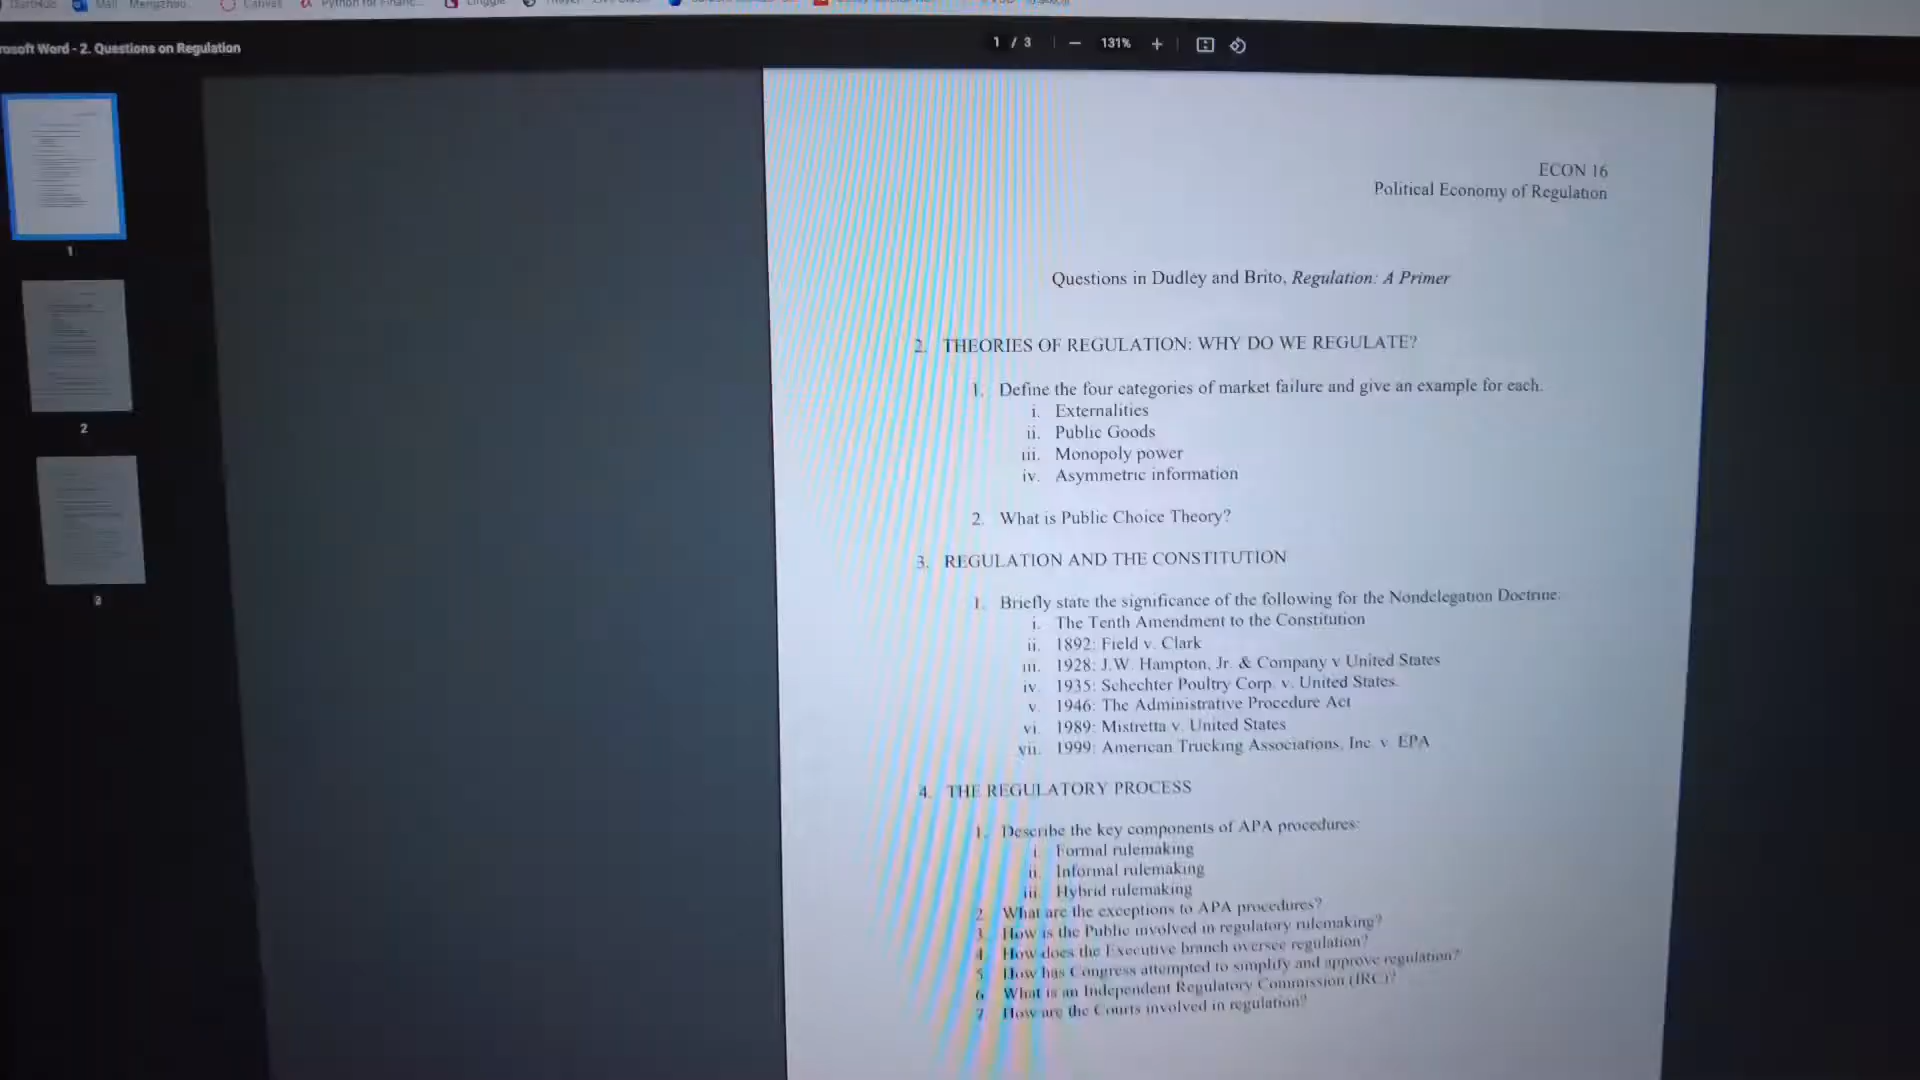 Mail
Canvas
Python for Financ...
rosoft Word - 2. Questions on Regulation
1 / 3
131%
1
2
3
ECON 16
Political Economy of Regulation
Questions in Dudley and Brito, Regulation: A Primer
2. THEORIES OF REGULATION: WHY DO WE REGULATE?
1. Define the four categories of market failure and give an example for each.
i. Externalities
ii. Public Goods
iii. Monopoly power
iv. Asymmetric information
2. What is Public Choice Theory?
3. REGULATION AND THE CONSTITUTION
1. Briefly state the significance of the following for the Nondelegation Doctrine:
i. The Tenth Amendment to the Constitution
ii. 1892: Field v. Clark
iii. 1928: J.W. Hampton, Jr. & Company v United States
iv. 1935: Schechter Poultry Corp. v. United States.
v. 1946: The Administrative Procedure Act
vi. 1989: Mistretta v. United States
vii. 1999: American Trucking Associations, Inc. v. EPA
4. THE REGULATORY PROCESS
1. Describe the key components of APA procedures:
i. Formal rulemaking
ii. Informal rulemaking
iii. Hybrid rulemaking
2. What are the exceptions to APA procedures?
3. How is the Public involved in regulatory rulemaking?
4. How does the Executive branch oversee regulation?
5. How has Congress attempted to simplify and approve regulation?
6. What is an Independent Regulatory Commission (IRC)?
7. How are the Courts involved in regulation?